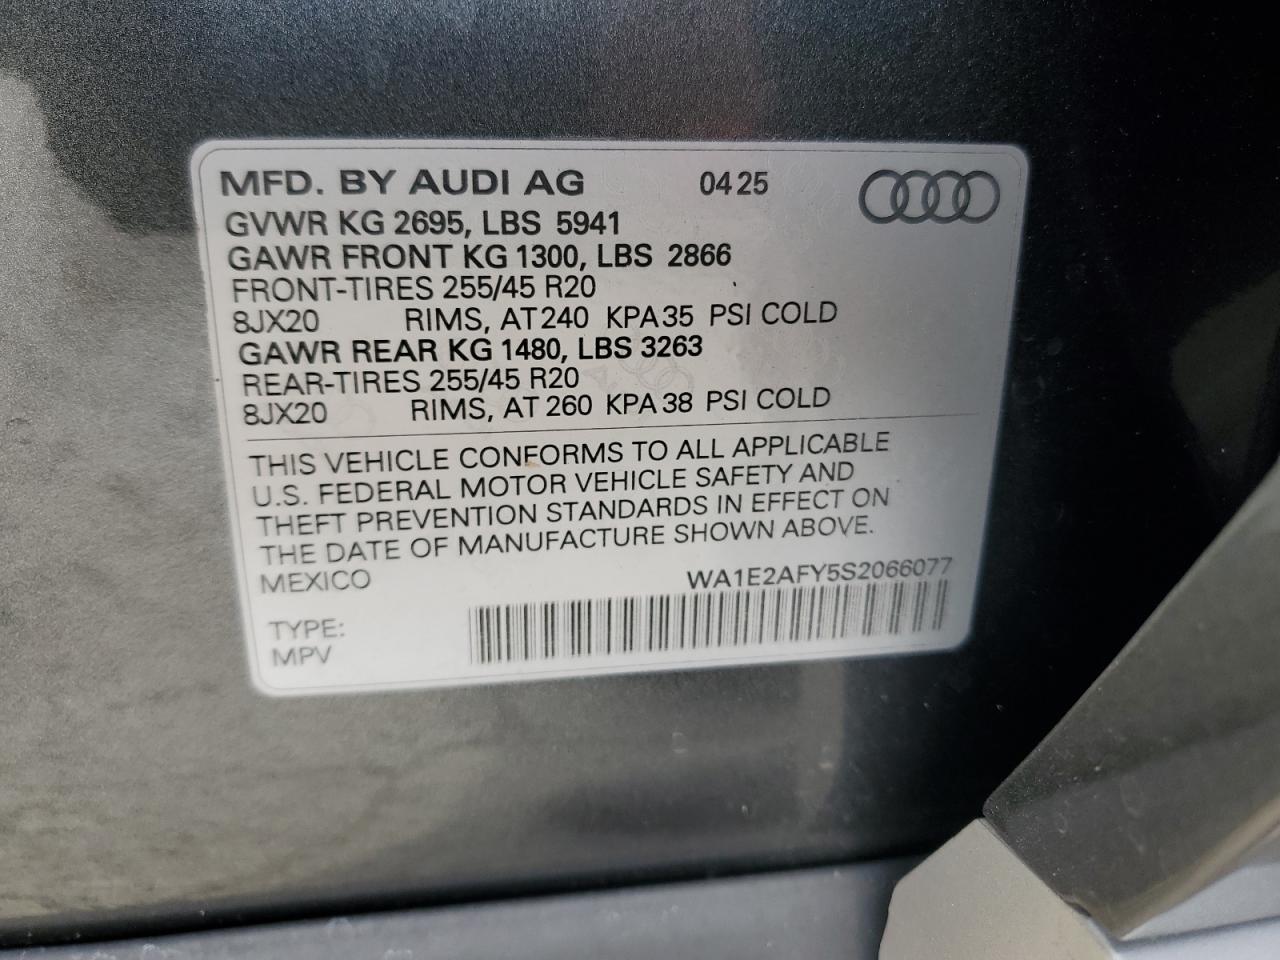 MFD. BY AUDI AG 04 25
GVWR KG 2695, LBS 5941
GAWR FRONT KG 1300, LBS 2866
FRONT-TIRES 255/45 R20
8JX20 RIMS, AT 240 KPA 35 PSI COLD
GAWR REAR KG 1480, LBS 3263
REAR-TIRES 255/45 R20
8JX20 RIMS, AT 260 KPA 38 PSI COLD
THIS VEHICLE CONFORMS TO ALL APPLICABLE
U.S. FEDERAL MOTOR VEHICLE SAFETY AND
THEFT PREVENTION STANDARDS IN EFFECT ON
THE DATE OF MANUFACTURE SHOWN ABOVE.
MEXICO WA1E2AFY5S2066077
TYPE:
MPV